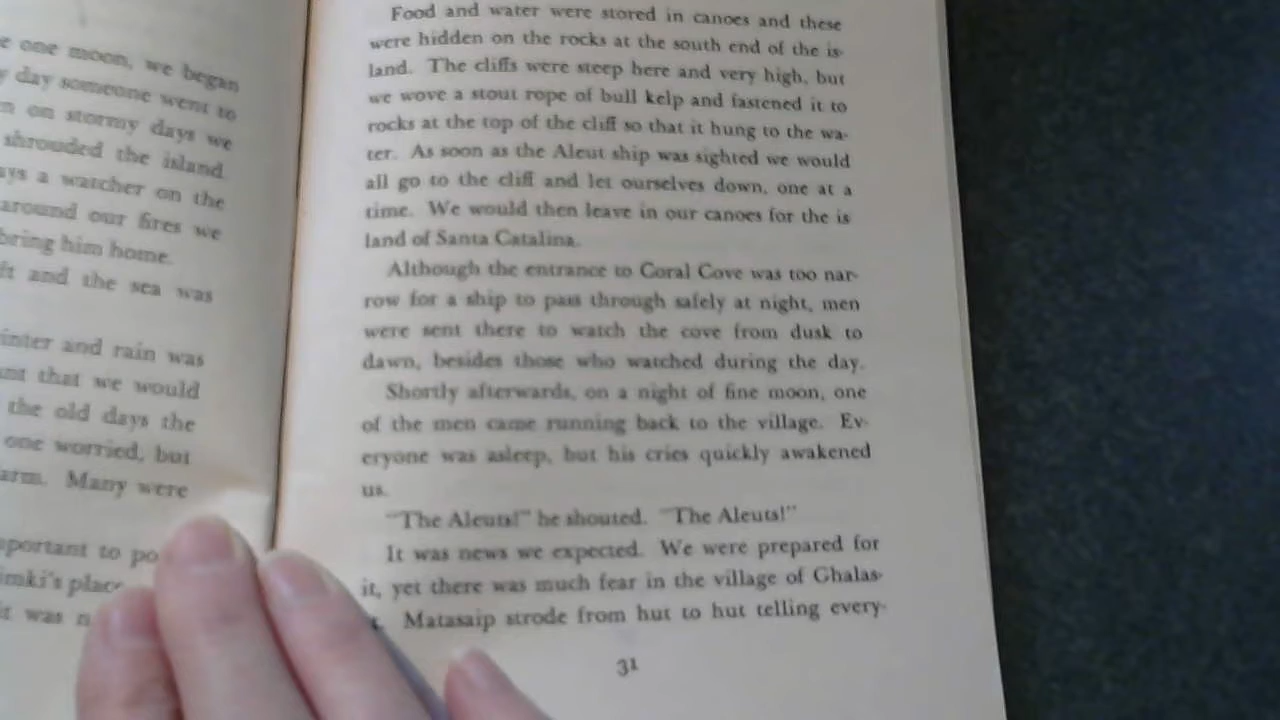 e one moon, we began
day someone went to
on on stormy days we
shrouded the island.
a watcher on the
around our fires we
bring him home.
and the sea was
inter and rain was
that we would
the old days the
one worried, but
arm. Many were
portant to po
imki's place
it was n
Food and water were stored in canoes and these
were hidden on the rocks at the south end of the is-
land. The cliffs were steep here and very high, but
we wove a stout rope of bull kelp and fastened it to
rocks at the top of the cliff so that it hung to the wa-
ter. As soon as the Aleut ship was sighted we would
all go to the cliff and let ourselves down, one at a
time. We would then leave in our canoes for the is
land of Santa Catalina.
Although the entrance to Coral Cove was too nar-
row for a ship to pass through safely at night, men
were sent there to watch the cove from dusk to
dawn, besides those who watched during the day.
Shortly afterwards, on a night of fine moon, one
of the men came running back to the village. Ev-
eryone was asleep, but his cries quickly awakened
us.
"The Aleuts!" he shouted. "The Aleuts!"
It was news we expected. We were prepared for
it, yet there was much fear in the village of Ghalas-
t. Matasaip strode from hut to hut telling every-
31